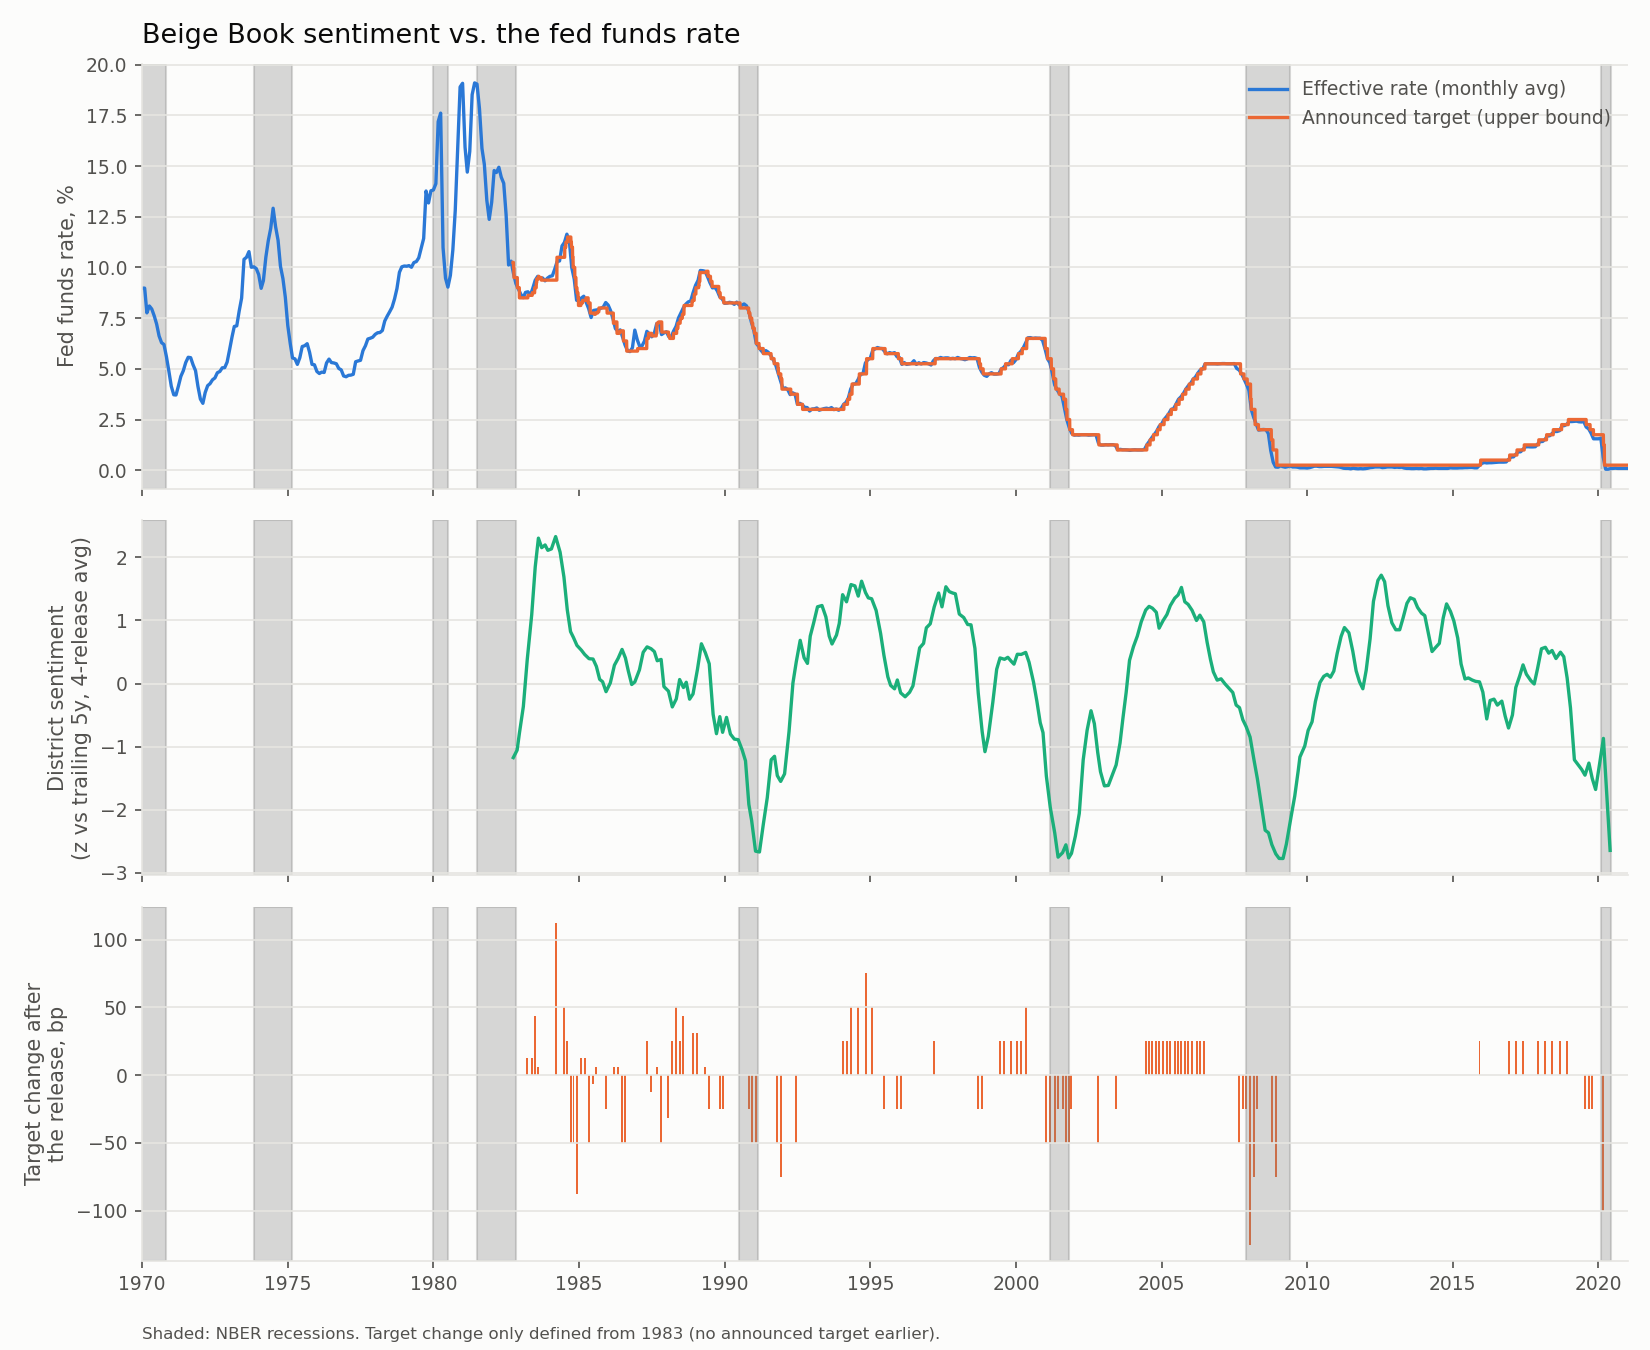 Beige Book sentiment vs. the fed funds rate
Fed funds rate, %
20.0
17.5
15.0
12.5
10.0
7.5
5.0
2.5
0.0
Effective rate (monthly avg)
Announced target (upper bound)
District sentiment
(z vs trailing 5y, 4-release avg)
2
1
0
−1
−2
−3
Target change after
the release, bp
100
50
0
−50
−100
1970 1975 1980 1985 1990 1995 2000 2005 2010 2015 2020
Shaded: NBER recessions. Target change only defined from 1983 (no announced target earlier).